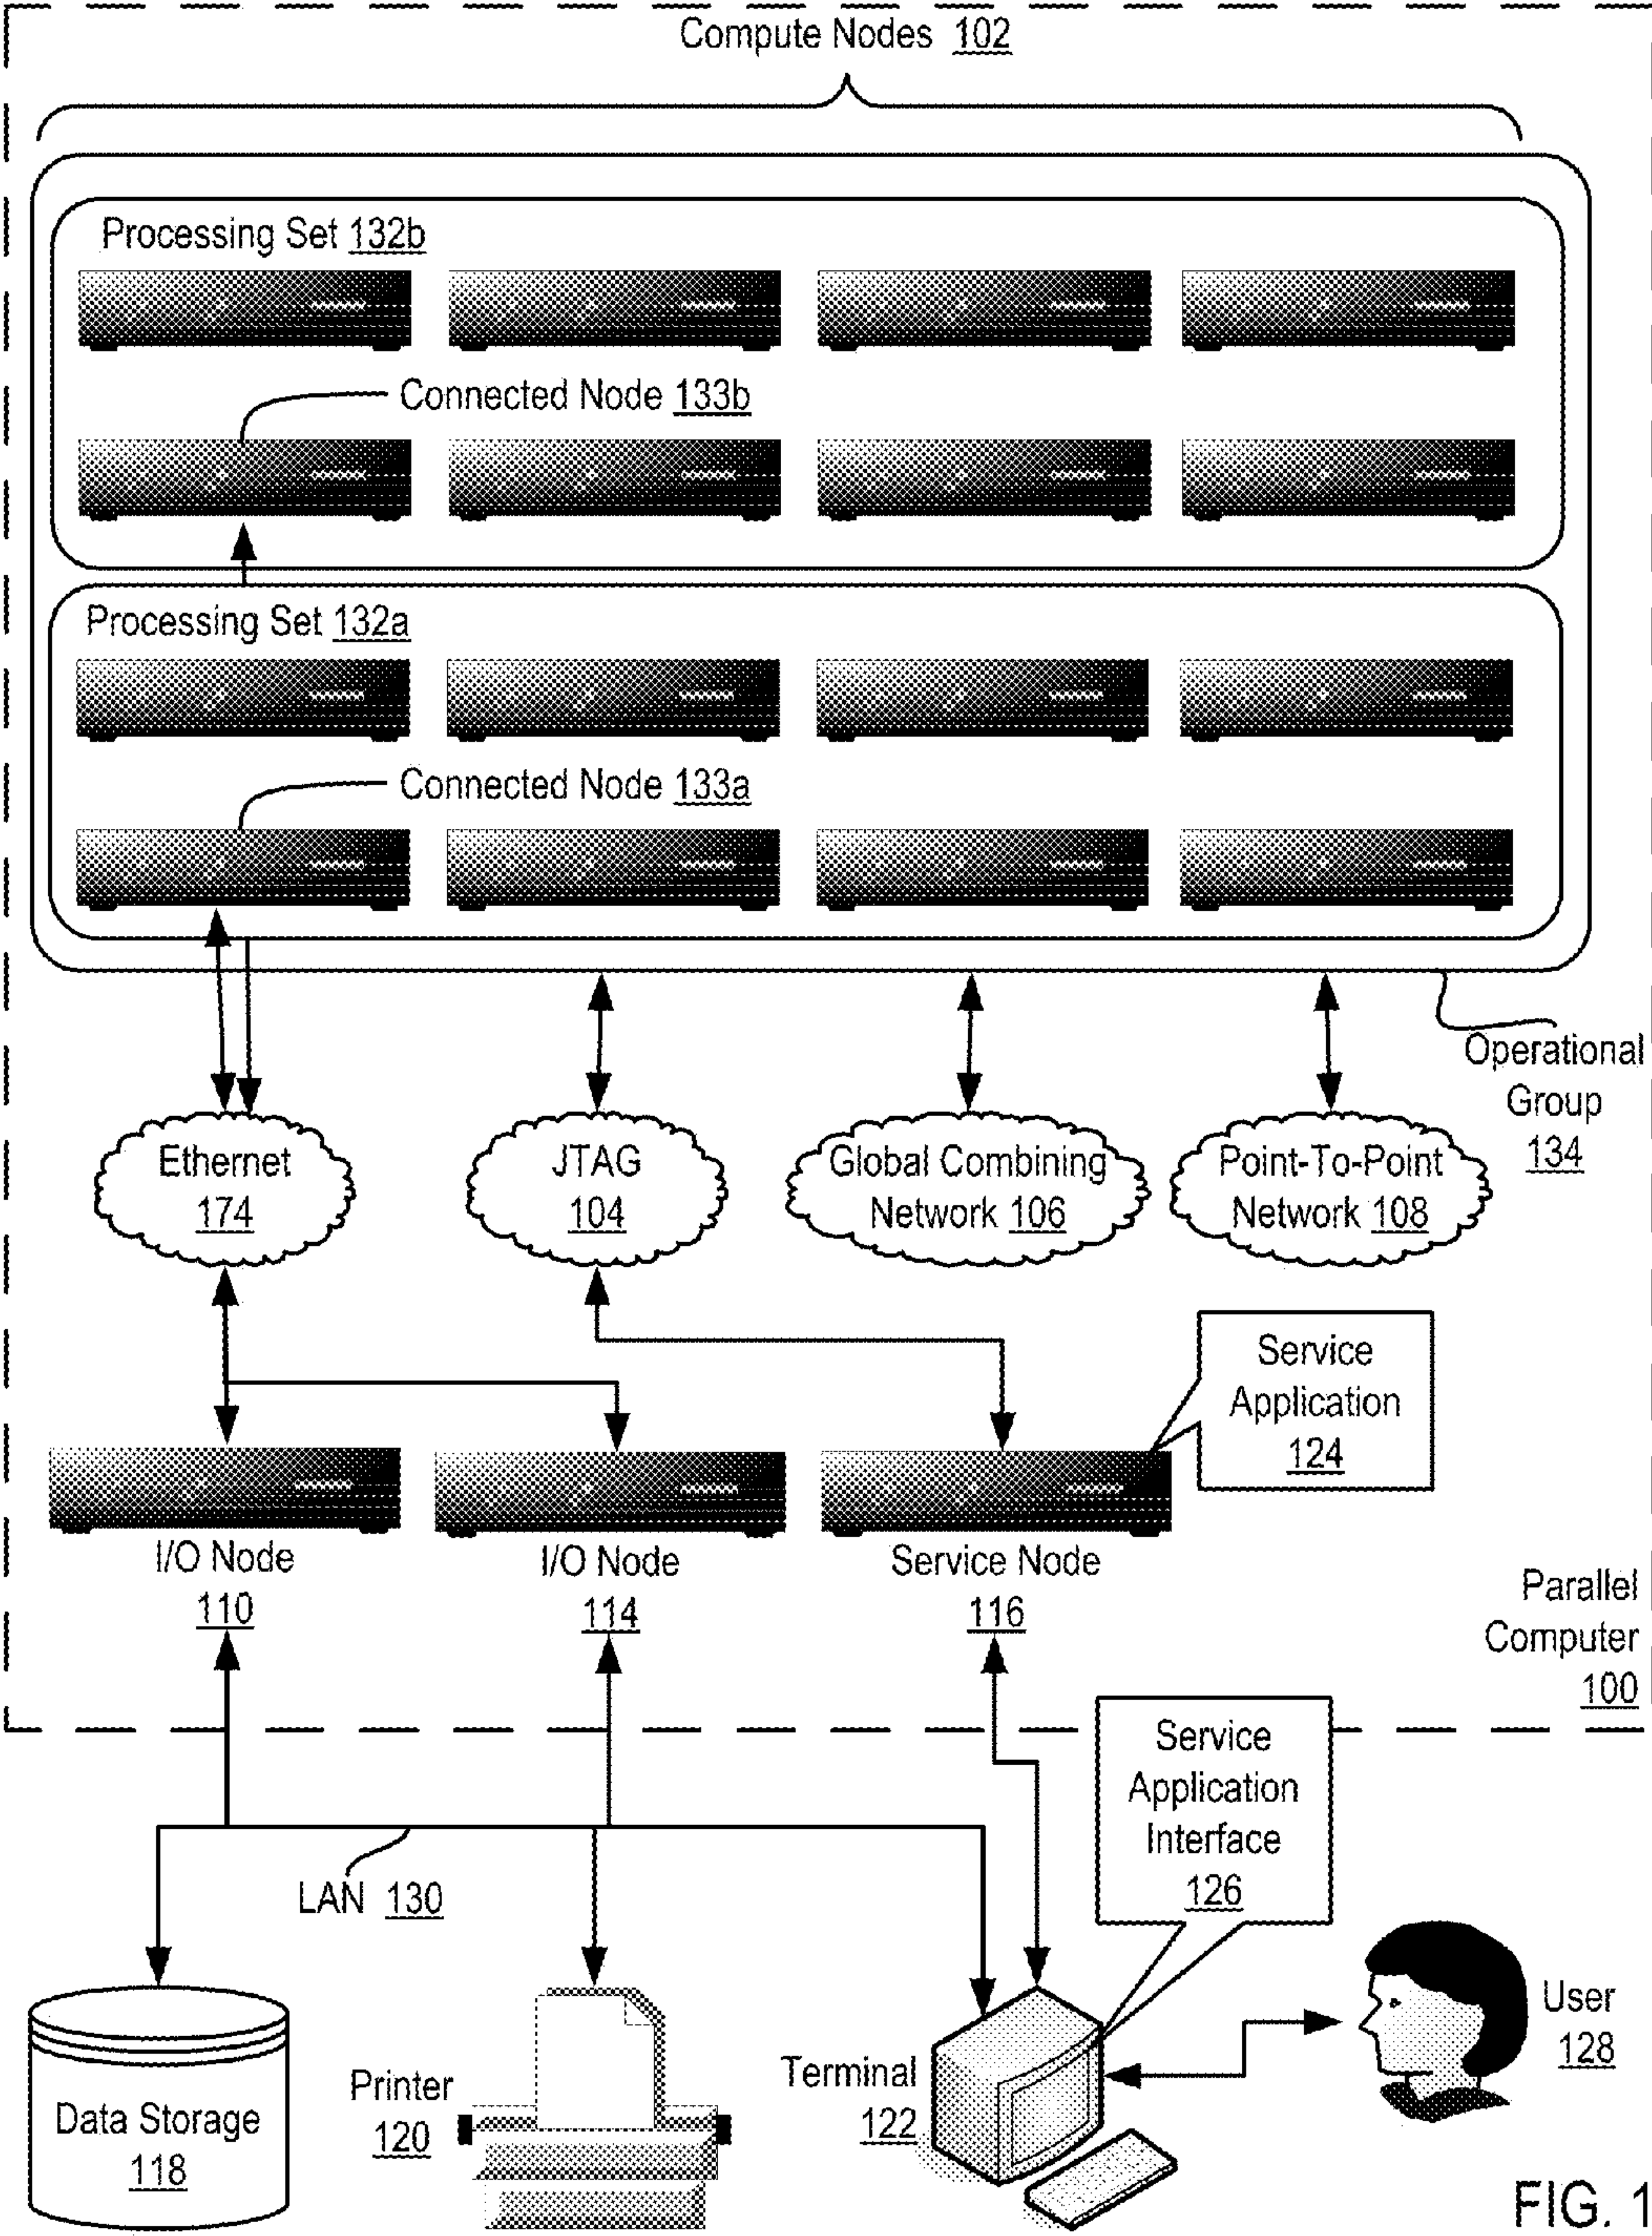 Compute Nodes 102
Processing Set 132b
Connected Node 133b
Processing Set 132a
Connected Node 133a
Operational
Group
134
Ethernet
174
JTAG
104
Global Combining
Network 106
Point-To-Point
Network 108
Service
Application
124
I/O Node
110
I/O Node
114
Service Node
116
Parallel
Computer
100
Service
Application
Interface
126
LAN 130
Data Storage
118
Printer
120
Terminal
122
User
128
FIG. 1